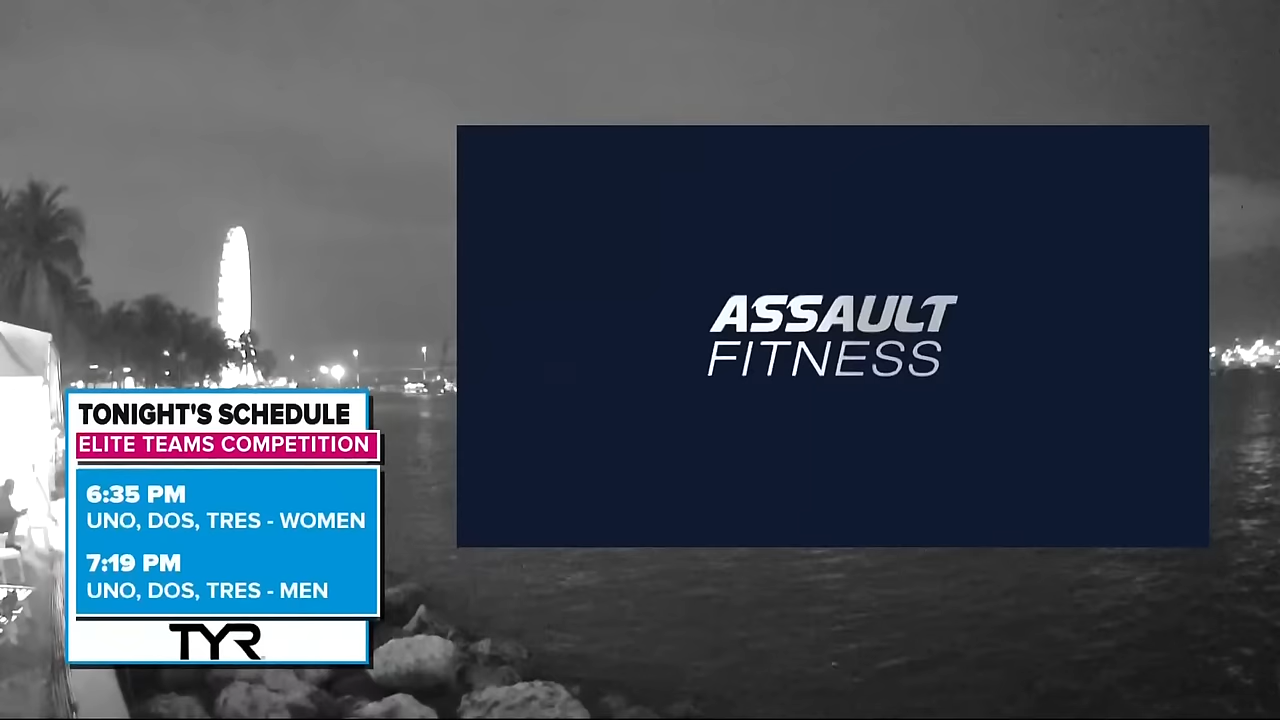 ASSAULT
FITNESS
TONIGHT'S SCHEDULE
ELITE TEAMS COMPETITION
6:35 PM
UNO, DOS, TRES - WOMEN
7:19 PM
UNO, DOS, TRES - MEN
TYR